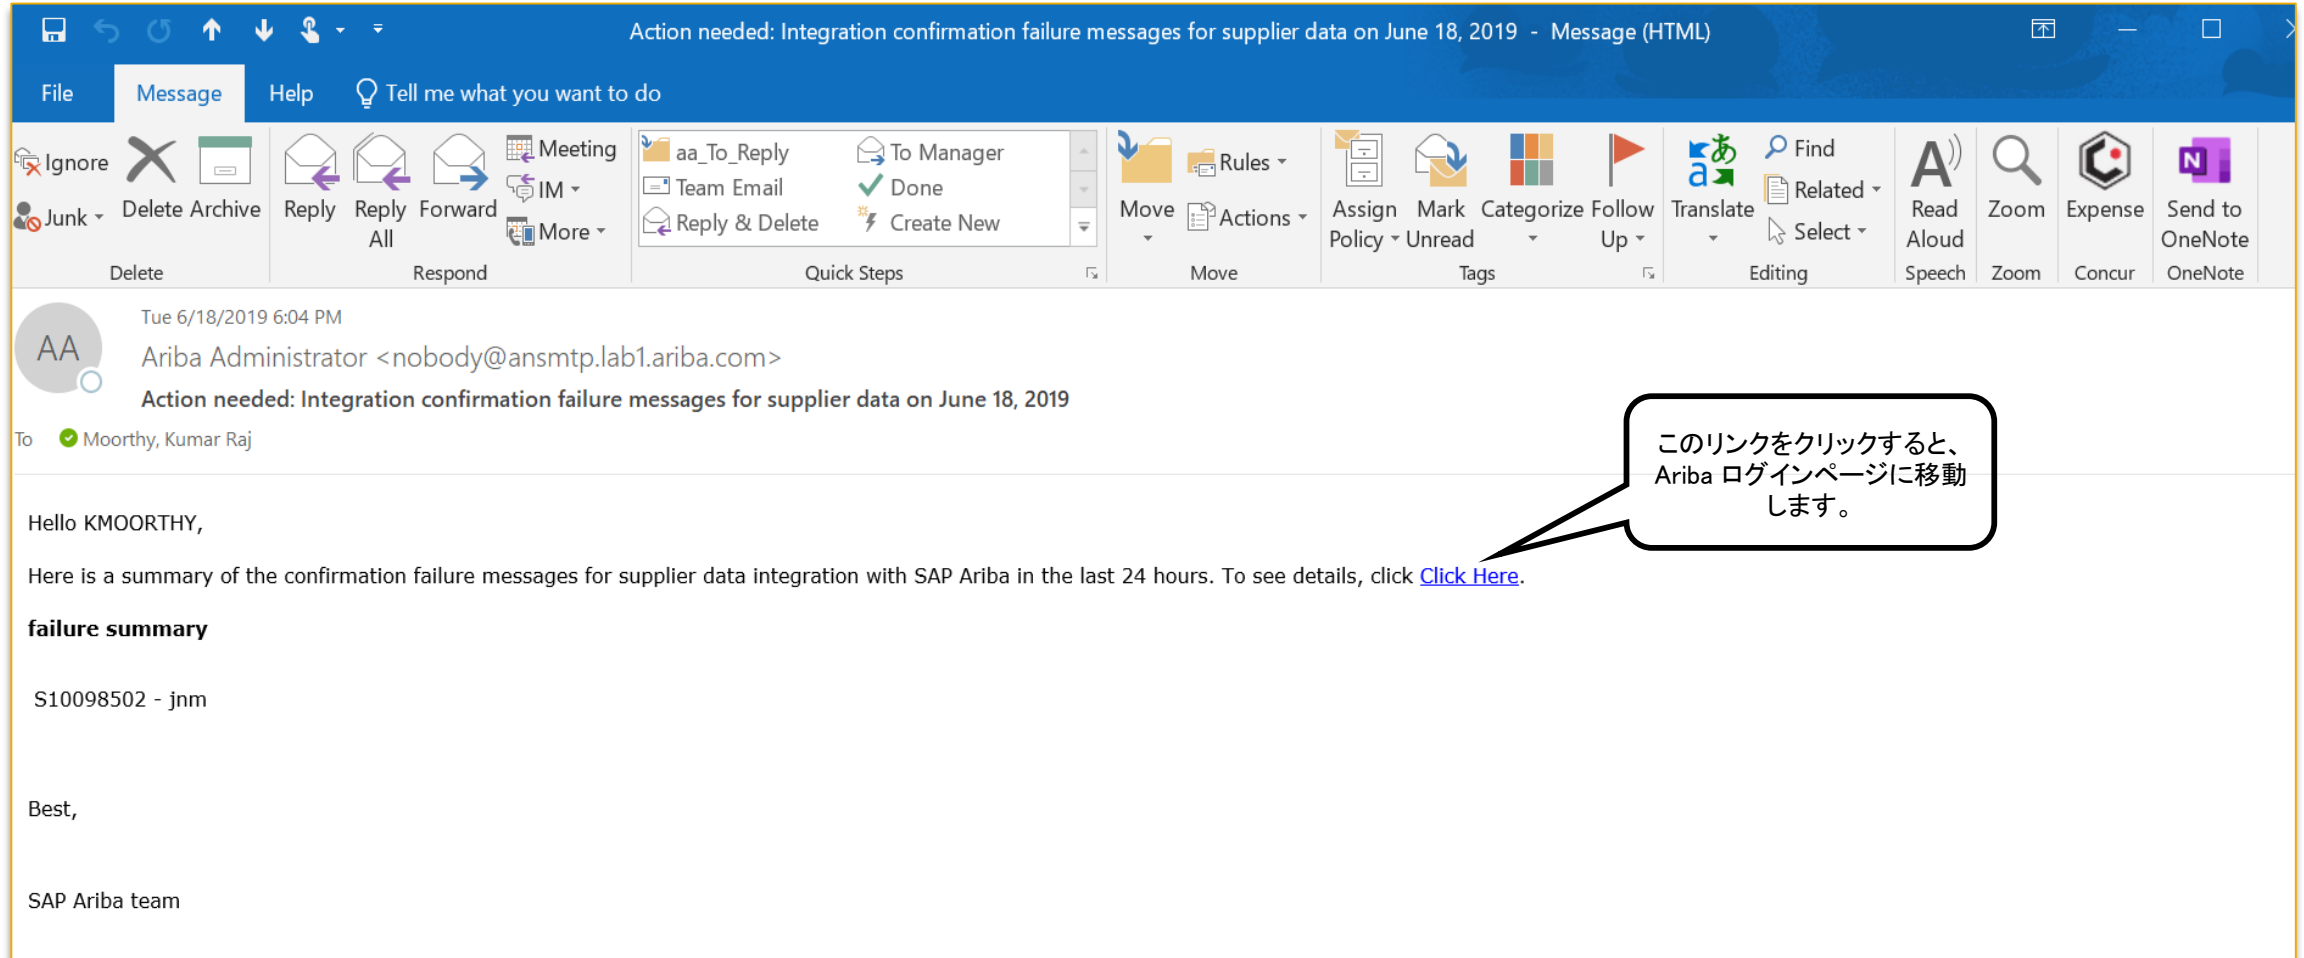 Action needed: Integration confirmation failure messages for supplier data on June 18, 2019 - Message (HTML)
File Message Help Tell me what you want to do
Ignore
Junk
Delete
Archive
Delete
Reply
Reply All
Forward
Meeting
IM
More
Respond
aa_To_Reply To Manager
Team Email Done
Reply & Delete Create New
Quick Steps
Move
Rules
Actions
Move
Assign Policy
Mark Unread
Categorize
Follow Up
Tags
Translate
Find
Related
Select
Editing
Read Aloud
Speech
Zoom
Zoom
Expense
Concur
Send to OneNote
OneNote
AA
Tue 6/18/2019 6:04 PM
Ariba Administrator <nobody@ansmtp.lab1.ariba.com>
Action needed: Integration confirmation failure messages for supplier data on June 18, 2019
To Moorthy, Kumar Raj
このリンクをクリックすると、
Ariba ログインページに移動
します。
Hello KMOORTHY,
Here is a summary of the confirmation failure messages for supplier data integration with SAP Ariba in the last 24 hours. To see details, click Click Here.
failure summary
S10098502 - jnm
Best,
SAP Ariba team